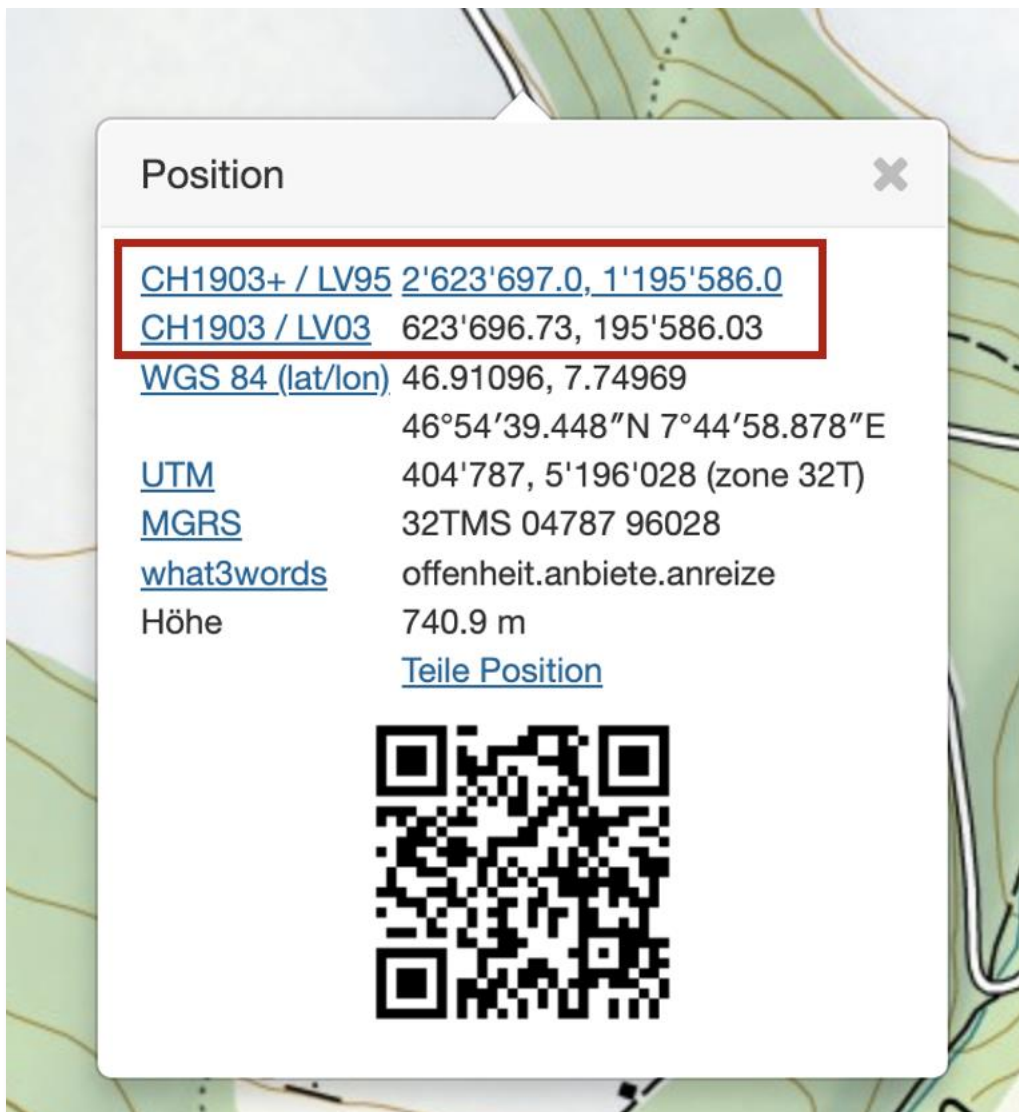 Position
CH1903+ / LV95 2'623'697.0, 1'195'586.0
CH1903 / LV03 623'696.73, 195'586.03
WGS 84 (lat/lon) 46.91096, 7.74969
46°54′39.448″N 7°44′58.878″E
UTM 404'787, 5'196'028 (zone 32T)
MGRS 32TMS 04787 96028
what3words offenheit.anbiete.anreize
Höhe 740.9 m
Teile Position